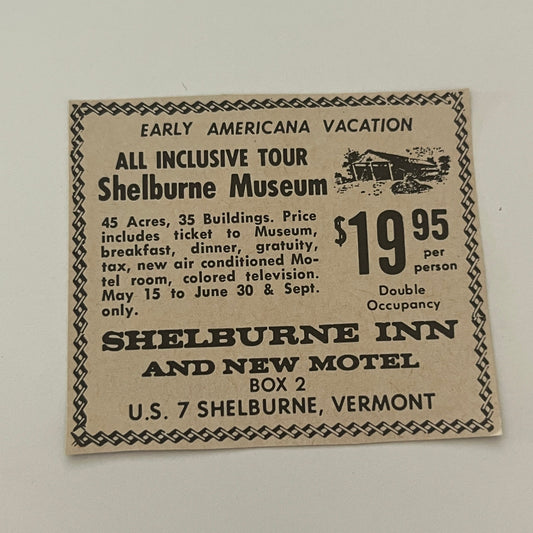 EARLY AMERICANA VACATION
ALL INCLUSIVE TOUR
Shelburne Museum
45 Acres, 35 Buildings. Price
includes ticket to Museum,
breakfast, dinner, gratuity,
tax, new air conditioned Mo-
tel room, colored television.
May 15 to June 30 & Sept.
only.
$19.95
per
person
Double
Occupancy
SHELBURNE INN
AND NEW MOTEL
BOX 2
U.S. 7 SHELBURNE, VERMONT